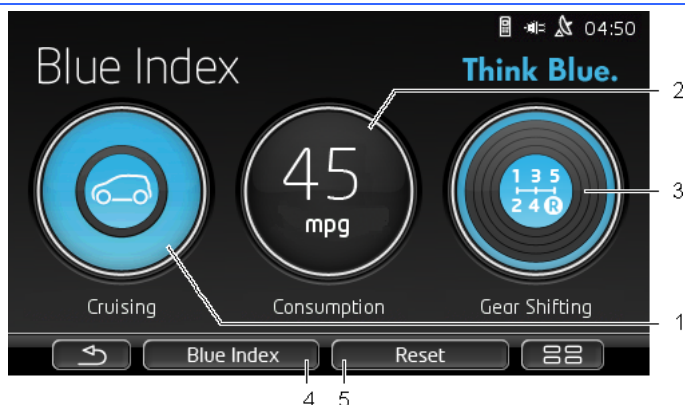 04:50
Blue Index
Think Blue.
2
45
mpg
1 3 5
2 4 R
3
Cruising
Consumption
Gear Shifting
1
Blue Index
Reset
4
5